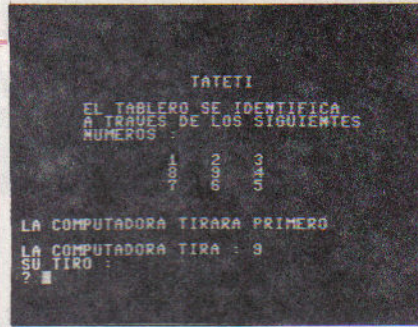 TATETI
EL TABLERO SE IDENTIFICA
A TRAVES DE LOS SIGUIENTES
NUMEROS :
1 2 3
8 9 4
7 6 5
LA COMPUTADORA TIRARA PRIMERO
LA COMPUTADORA TIRA : 9
SU TIRO :
?